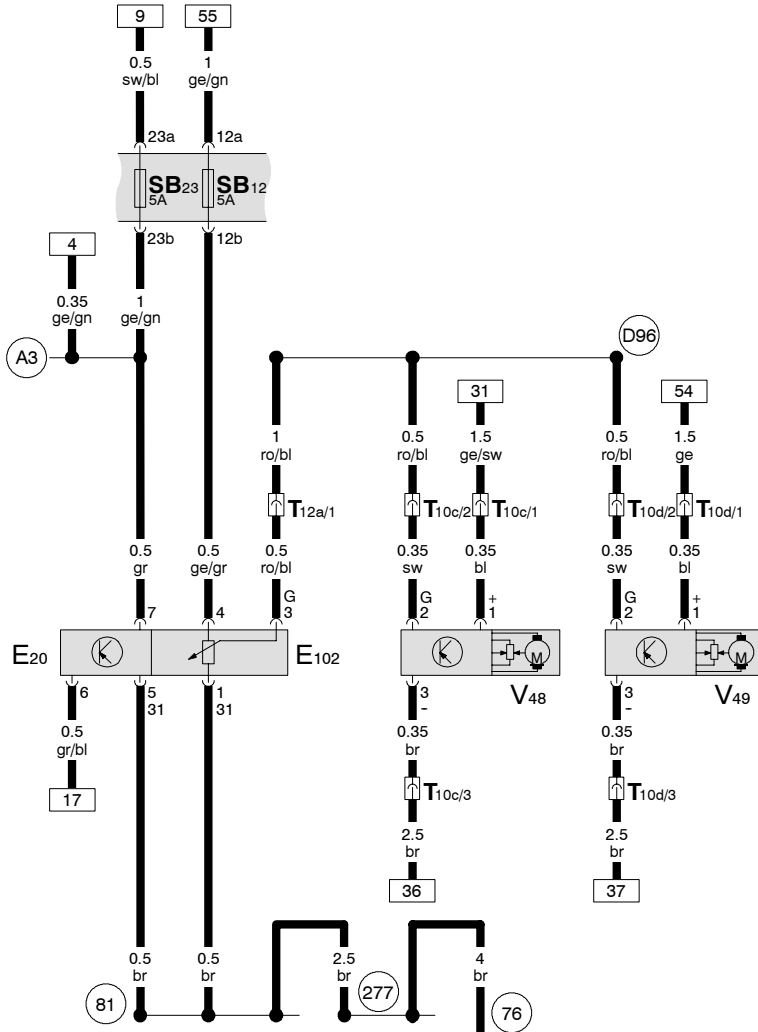 9 55
0.5 1
sw/bl ge/gn
23a 12a
SB23 SB12
5A 5A
23b 12b
4
0.35 1
ge/gn ge/gn
A3 D96
31 54
1 0.5 1.5 0.5 1.5
ro/bl ro/bl ge/sw ro/bl ge
T12a/1 T10c/2 T10c/1 T10d/2 T10d/1
0.5 0.5 0.5 0.35 0.35 0.35 0.35
gr ge/gr ro/bl sw bl sw bl
G G + G +
7 4 3 2 1 2 1
E20 E102 M M
6 5 1 3 V48 3 V49
31 31 - -
0.5 0.35 0.35
gr/bl br br
17 T10c/3 T10d/3
2.5 2.5
br br
36 37
0.5 0.5 2.5 4
br br br br
81 277 76